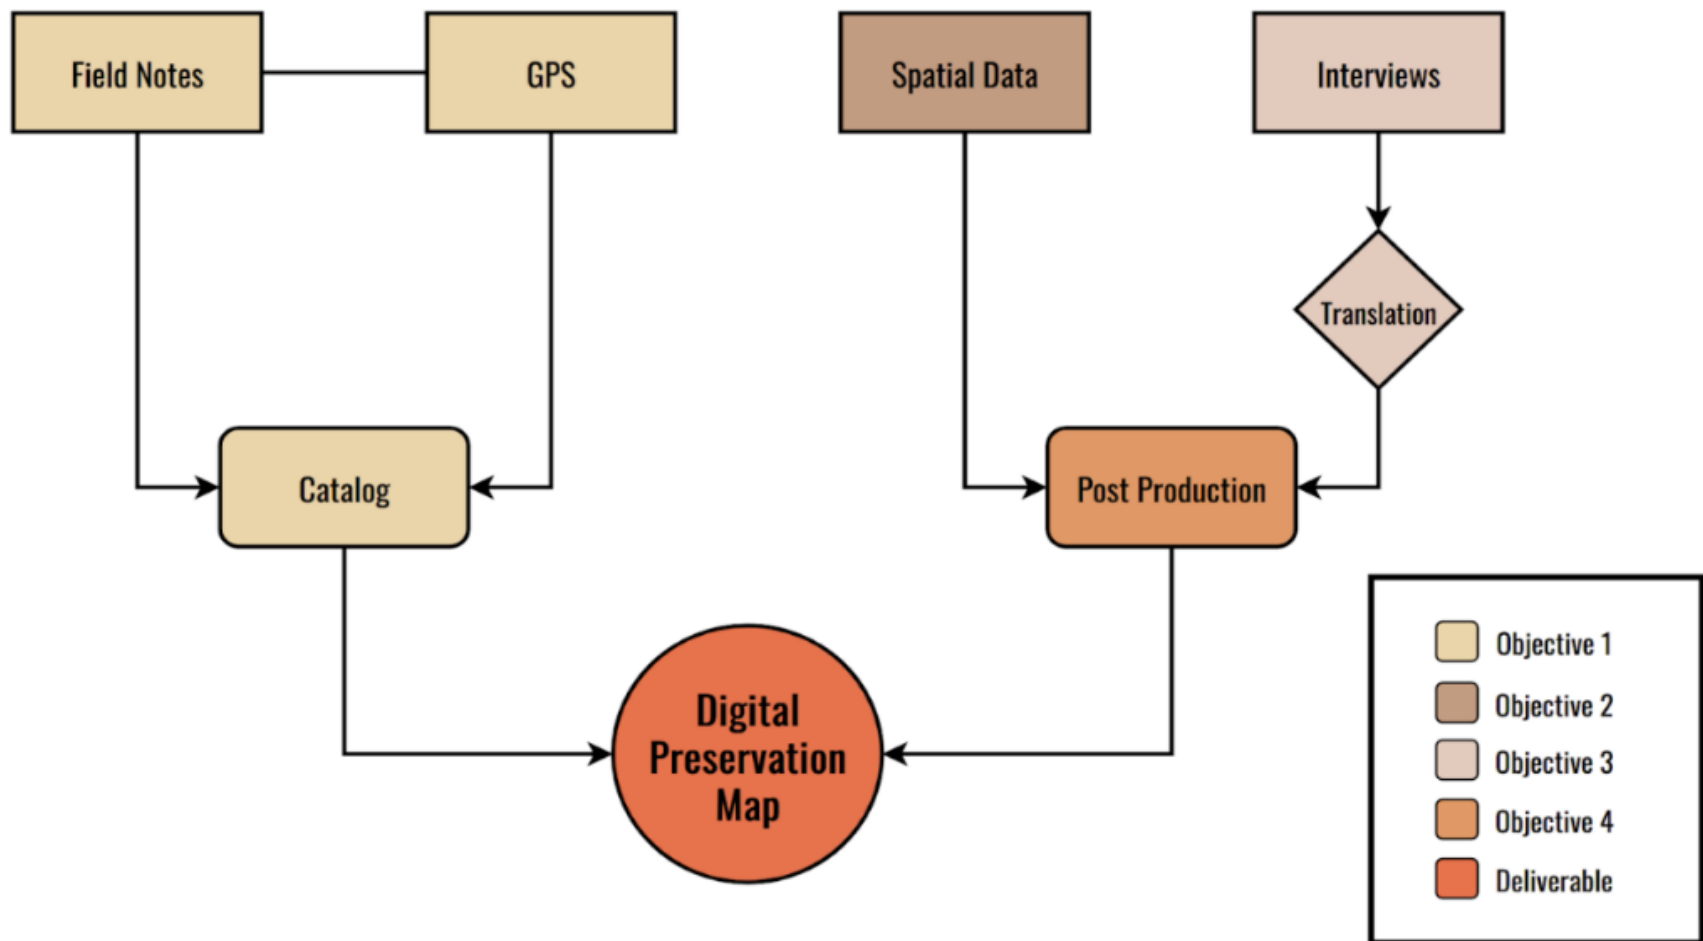 Field Notes
GPS
Spatial Data
Interviews
Translation
Catalog
Post Production
Digital
Preservation
Map
Objective 1
Objective 2
Objective 3
Objective 4
Deliverable